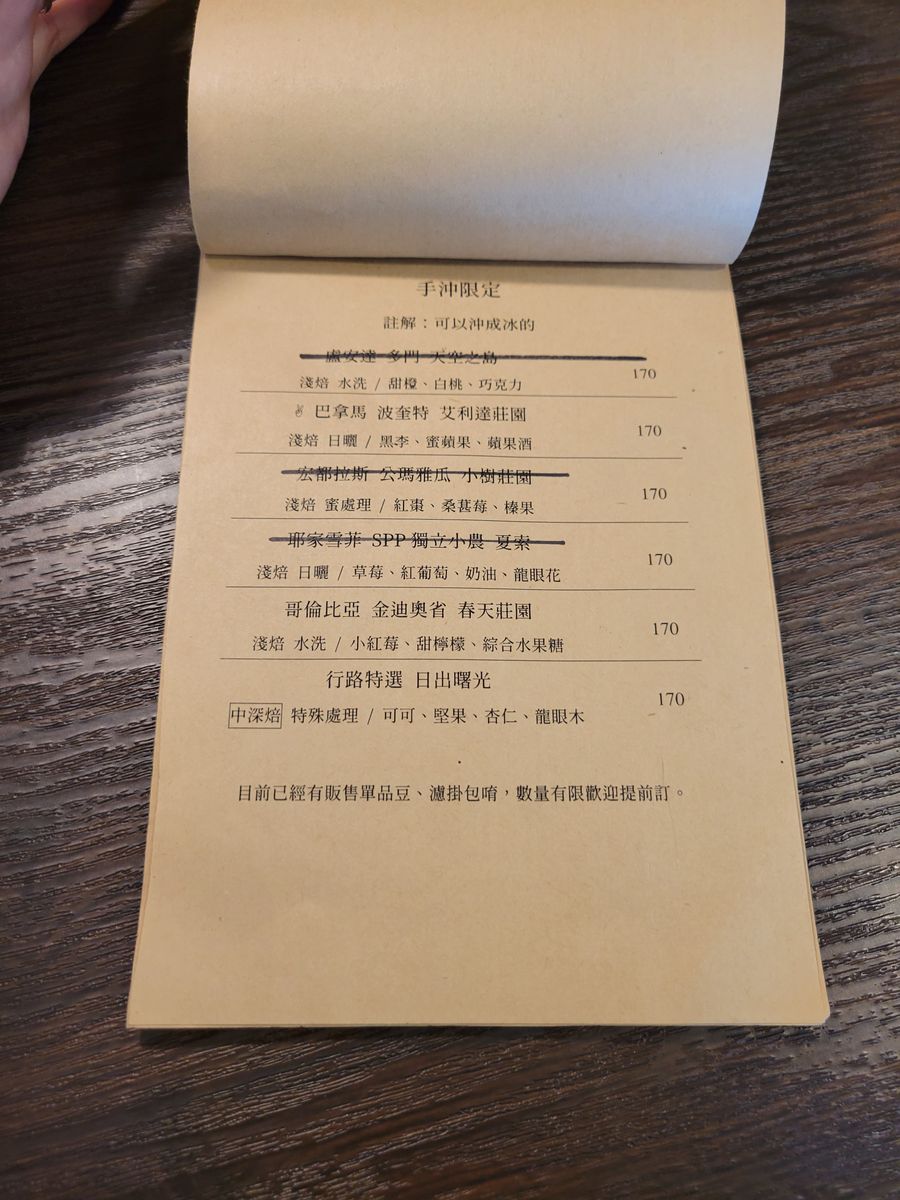 手沖限定
註解：可以沖成冰的
盧安達 多門 天空之島
淺焙 水洗 / 甜橙、白桃、巧克力 170
✌ 巴拿馬 波奎特 艾利達莊園
淺焙 日曬 / 黑李、蜜蘋果、蘋果酒 170
宏都拉斯 公瑪雅瓜 小樹莊園
淺焙 蜜處理 / 紅棗、桑葚莓、榛果 170
耶家雪菲 SPP 獨立小農 夏索
淺焙 日曬 / 草莓、紅葡萄、奶油、龍眼花 170
哥倫比亞 金迪奧省 春天莊園
淺焙 水洗 / 小紅莓、甜檸檬、綜合水果糖 170
行路特選 日出曙光
中深焙 特殊處理 / 可可、堅果、杏仁、龍眼木 170
目前已經有販售單品豆、濾掛包唷，數量有限歡迎提前訂。